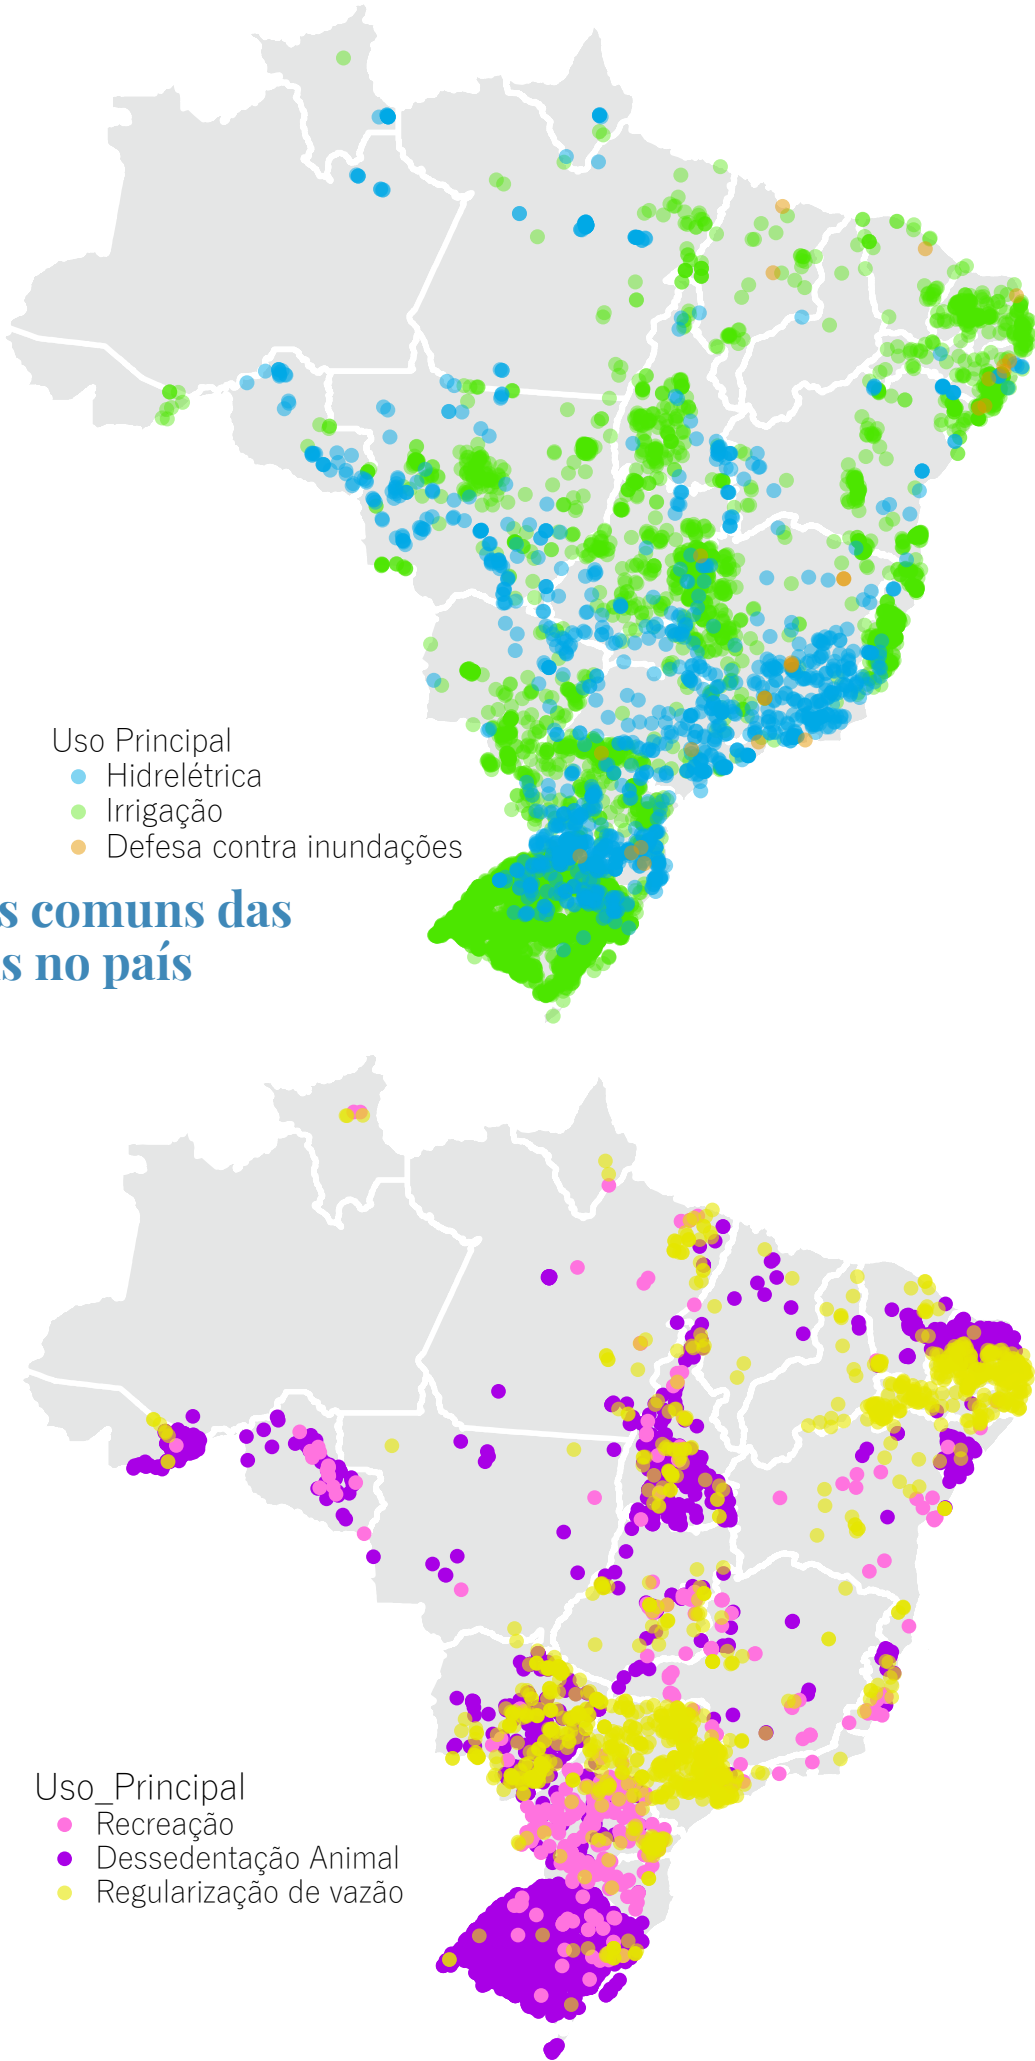 Uso Principal
Hidrelétrica
Irrigação
Defesa contra inundações
s comuns das
s no país
Uso_Principal
Recreação
Dessedentação Animal
Regularização de vazão